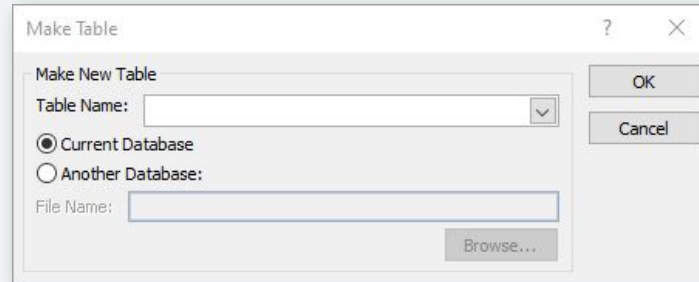 Make Table ?
Make New Table
OK
Table Name:
Cancel
Current Database
Another Database:
File Name:
Browse...